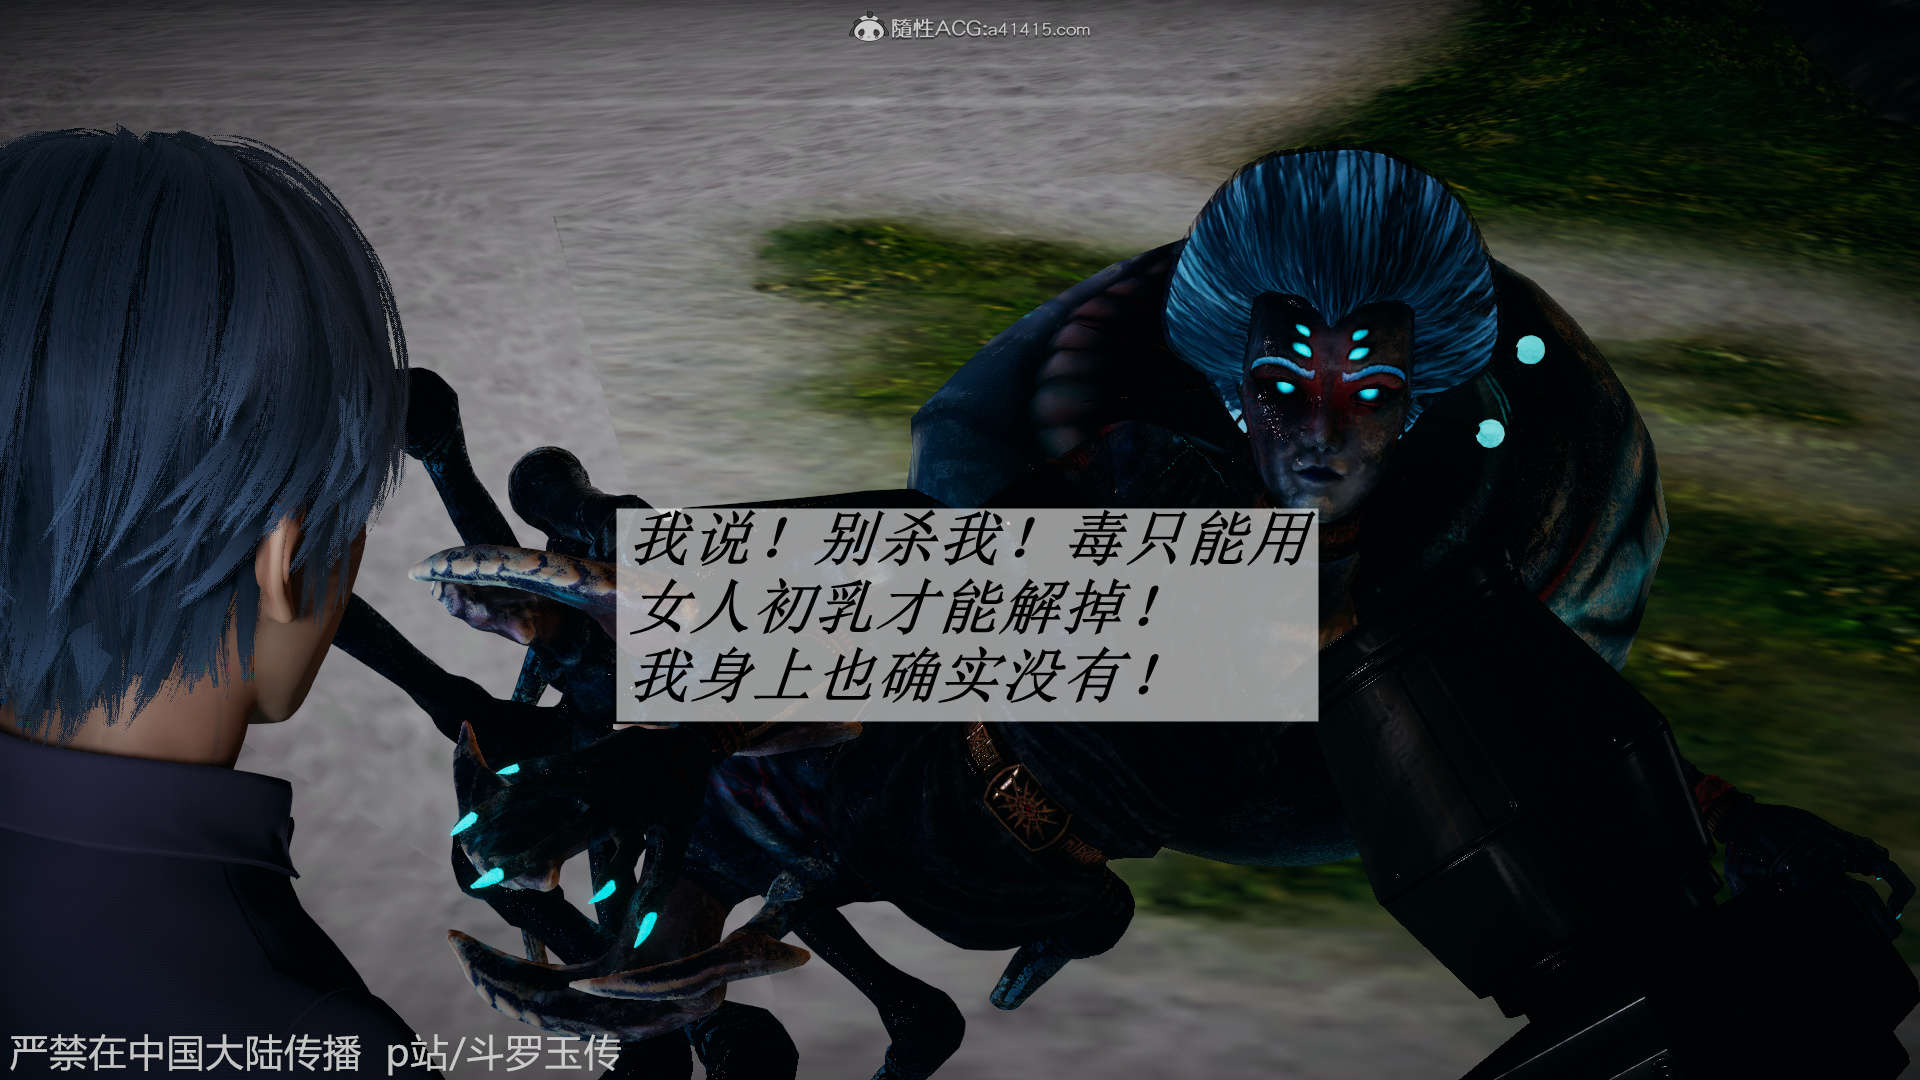 隨性ACG:a41415.com
我说！别杀我！毒只能用
女人初乳才能解掉！
我身上也确实没有！
严禁在中国大陆传播 p站/斗罗玉传